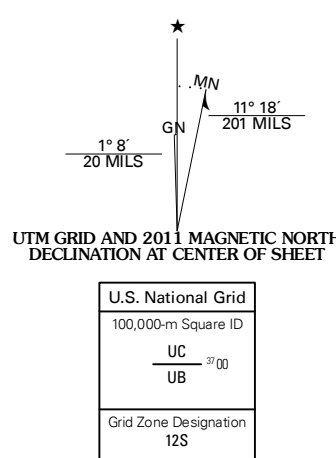 ★
MN
GN
11° 18´
201 MILS
1° 8´
20 MILS
UTM GRID AND 2011 MAGNETIC NORTH
DECLINATION AT CENTER OF SHEET
U.S. National Grid
100,000-m Square ID
UC
3700
UB
Grid Zone Designation
12S